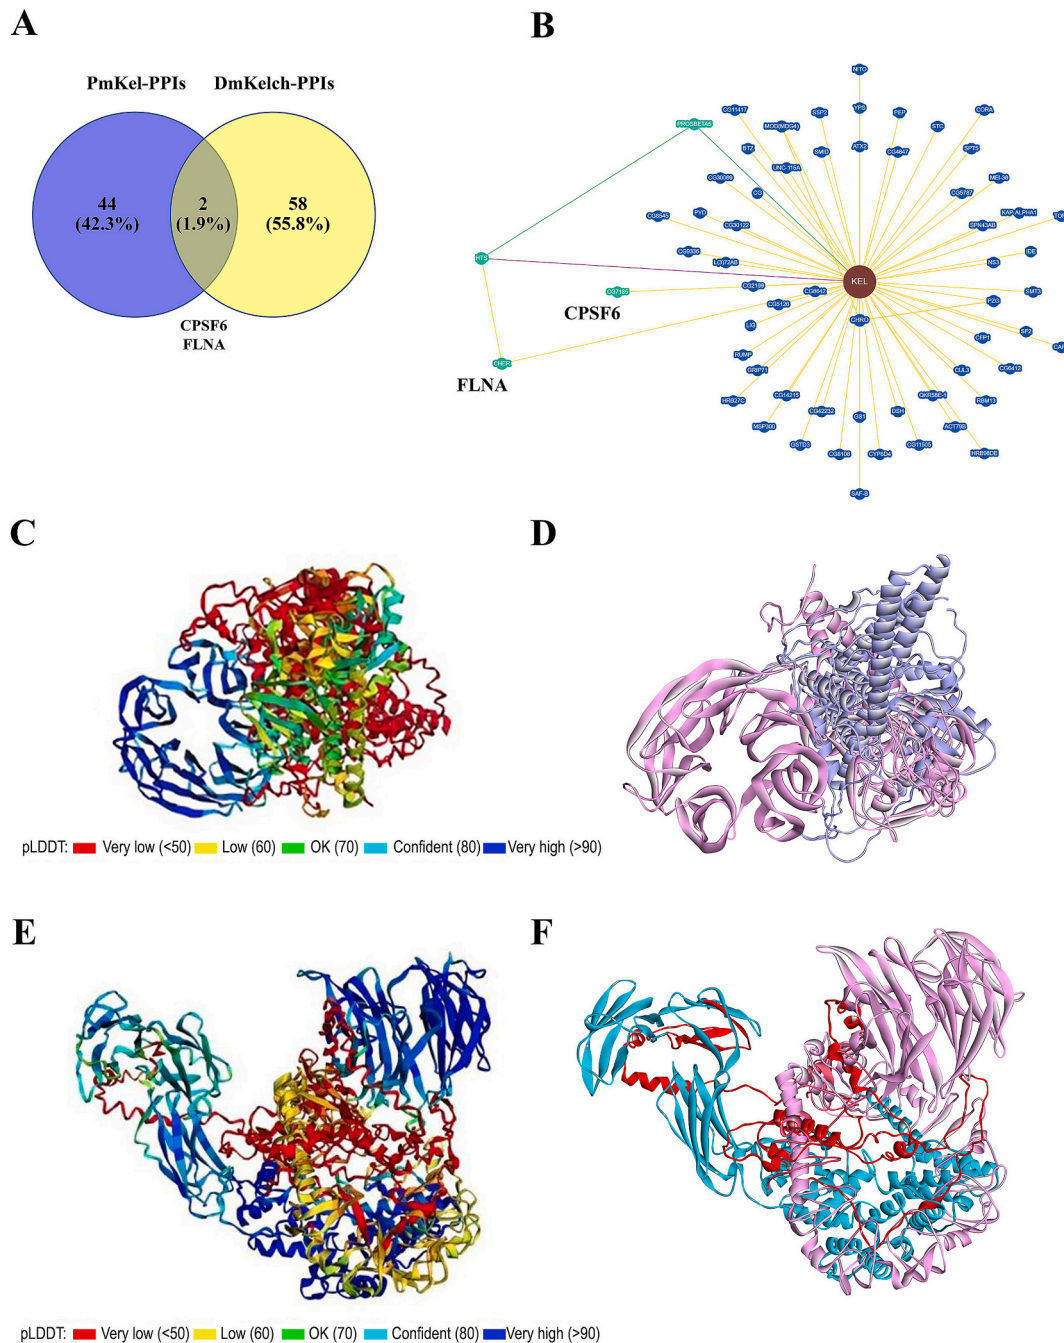 A
B
PmKel-PPIs
DmKelch-PPIs
44
(42.3%)
2
(1.9%)
58
(55.8%)
CPSF6
FLNA
NITO
CG11417
MOD(MDG4)
SSP2
YPS
PEP
STC
CORA
PROSBETA5
BTZ
SMID
ATX2
CG4847
SPT5
UNC-115A
CG30069
CG
CG5787
MEI-38
CG8545
PYD
CG30122
SPN43AB
KAP-ALPHA1
HTS
CG9336
L(3)72AB
NS3
IDE
KEL
CG7185
CG2199
CG8642
SMT3
CPSF6
CG5126
PZG
CHRO
LIG
SF2
CFP1
CHER
RUMP
CG6412
FLNA
GRIP71
CUL3
HRB27C
CG14215
QKR58E-1
RBM13
MSP300
CG42232
GS1
DSH
ACT79B
GSTD3
CG8108
CYP6D4
CG11505
HRB98DE
SAF-B
C
D
pLDDT: Very low (<50) Low (60) OK (70) Confident (80) Very high (>90)
E
F
pLDDT: Very low (<50) Low (60) OK (70) Confident (80) Very high (>90)